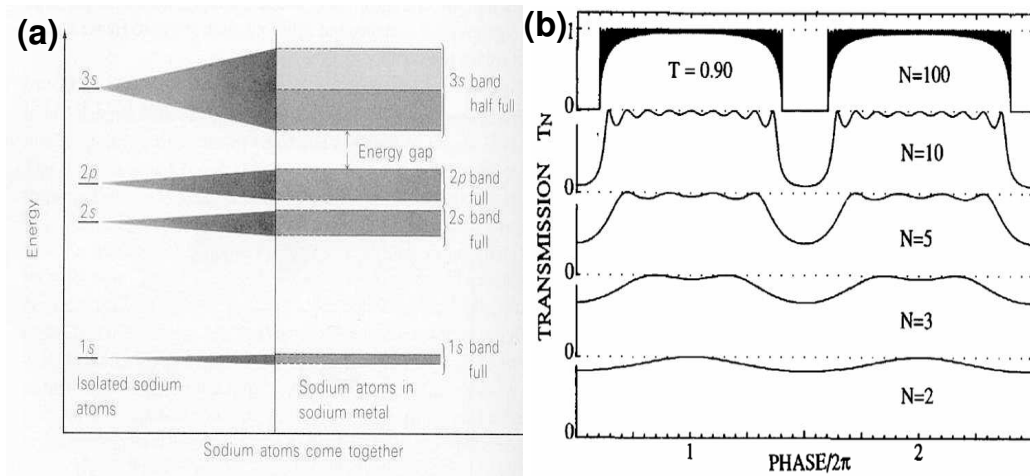 (a)
3s
2p
2s
1s
Energy
3s band
half full
Energy gap
2p band
full
2s band
full
1s band
full
Isolated sodium
atoms
Sodium atoms in
sodium metal
Sodium atoms come together
(b)
TRANSMISSION TN
1
0
T = 0.90
N=100
0
N=10
0
N=5
0
N=3
0
N=2
0
1
2
PHASE/2π